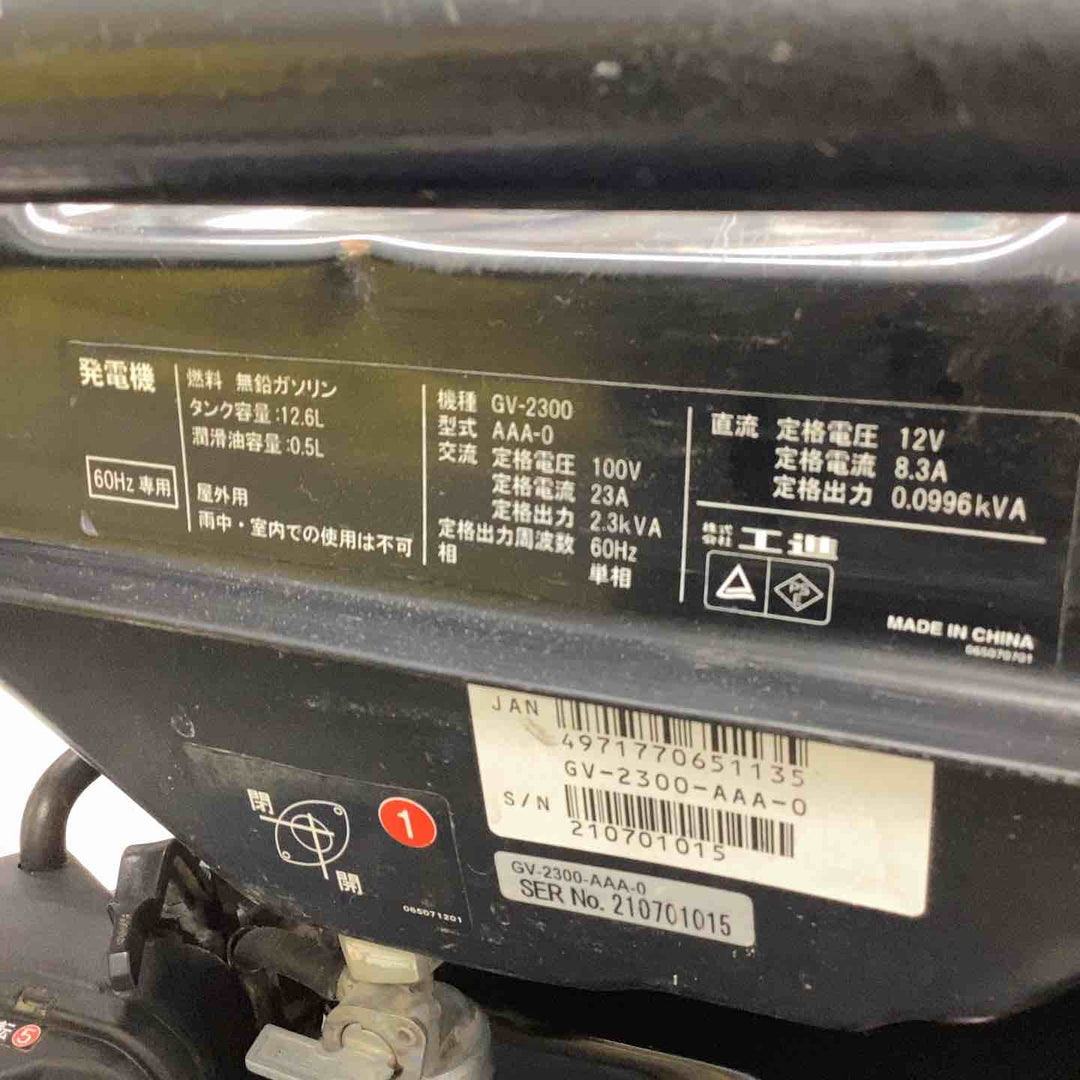 発電機
60Hz 専用
燃料 無鉛ガソリン
タンク容量:12.6L
潤滑油容量:0.5L
屋外用
雨中・室内での使用は不可
機種 GV-2300
型式 AAA-0
交流 定格電圧 100V
定格電流 23A
定格出力 2.3kVA
定格出力周波数 60Hz
相 単相
直流 定格電圧 12V
定格電流 8.3A
定格出力 0.0996kVA
株式会社 工進
PS
E
MADE IN CHINA
065070701
JAN
4971770651135
GV-2300-AAA-0
S/N
210701015
GV-2300-AAA-0
SER No. 210701015
閉
開
1
065071201
転 5